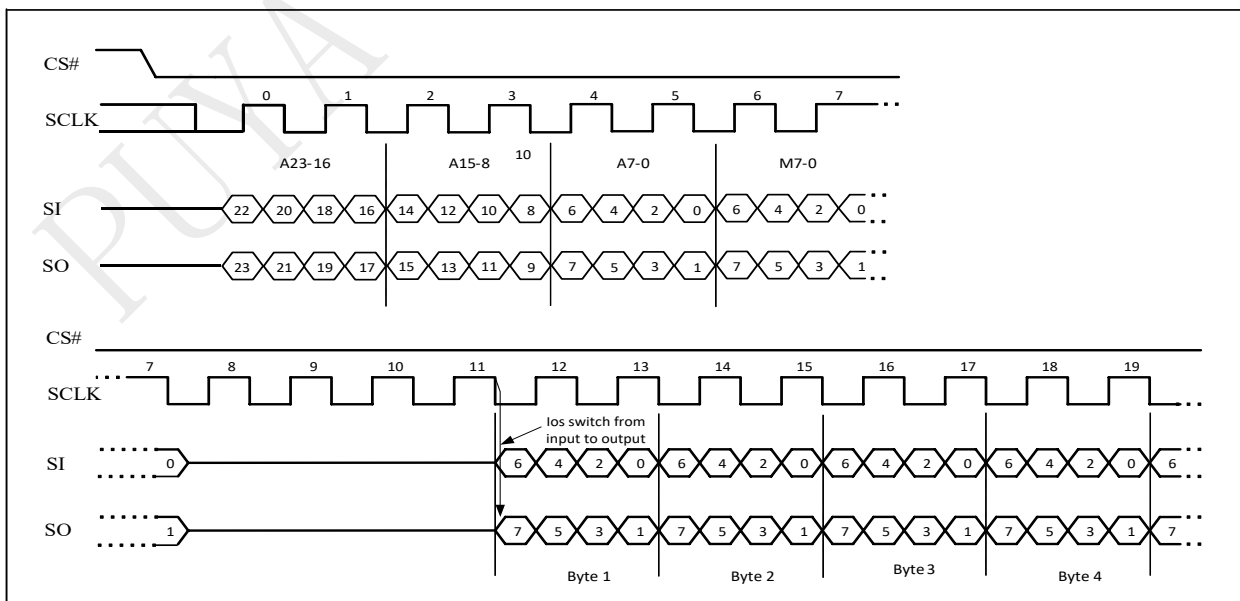 PUYA
CS#
0 1 2 3 4 5 6 7
SCLK
10
A23-16 A15-8 A7-0 M7-0
SI 22 20 18 16 14 12 10 8 6 4 2 0 6 4 2 0
SO 23 21 19 17 15 13 11 9 7 5 3 1 7 5 3 1
CS#
7 8 9 10 11 12 13 14 15 16 17 18 19
SCLK
Ios switch from
input to output
SI 0 6 4 2 0 6 4 2 0 6 4 2 0 6 4 2 0 6
SO 1 7 5 3 1 7 5 3 1 7 5 3 1 7 5 3 1 7
Byte 1 Byte 2 Byte 3 Byte 4